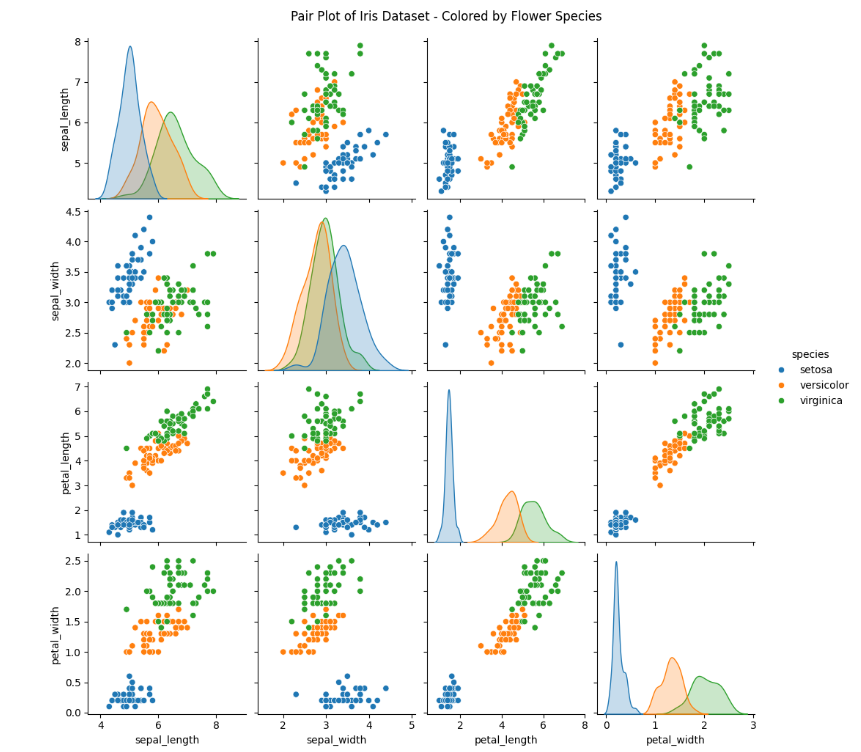 Pair Plot of Iris Dataset - Colored by Flower Species
8
7
6
5
sepal_length
4.5
4.0
3.5
3.0
2.5
2.0
sepal_width
species
setosa
versicolor
virginica
7
6
5
4
3
2
1
petal_length
2.5
2.0
1.5
1.0
0.5
0.0
petal_width
4 6 8
2 3 4 5
2 4 6 8
0 1 2 3
sepal_length
sepal_width
petal_length
petal_width